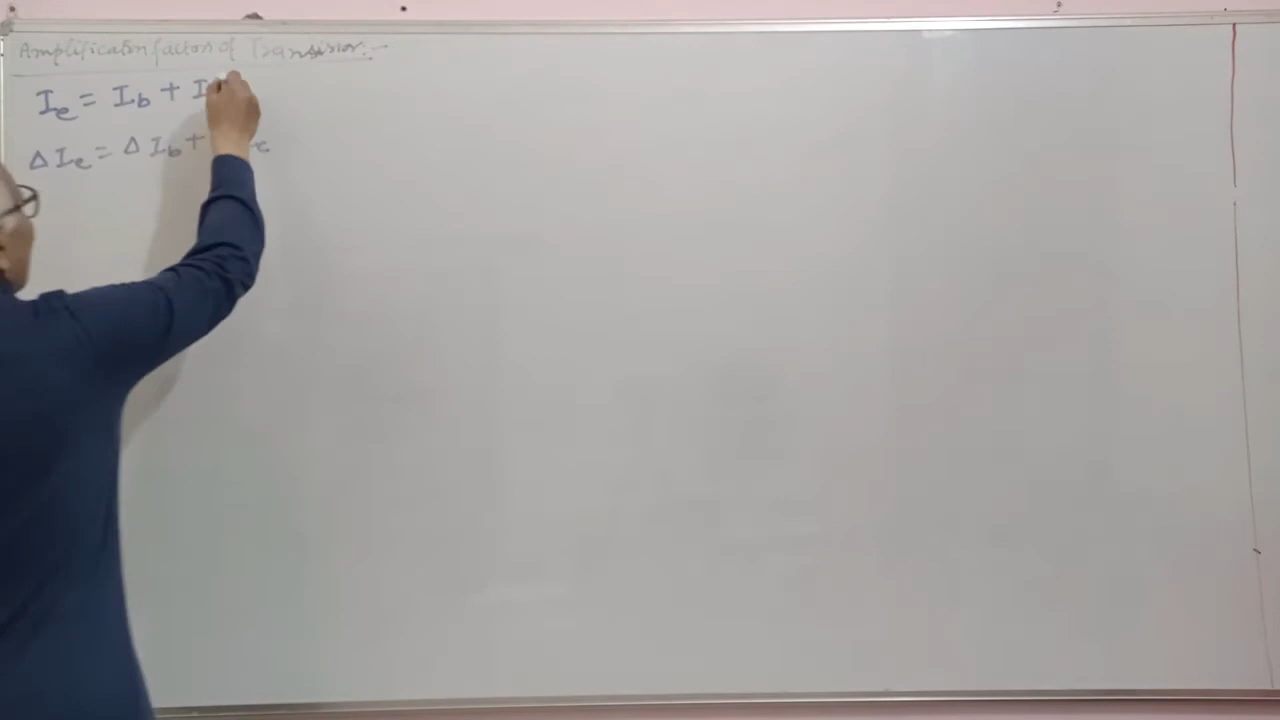 Amplification factor of Transistor:-
Ie = Ib + I
ΔIe = ΔIb + c